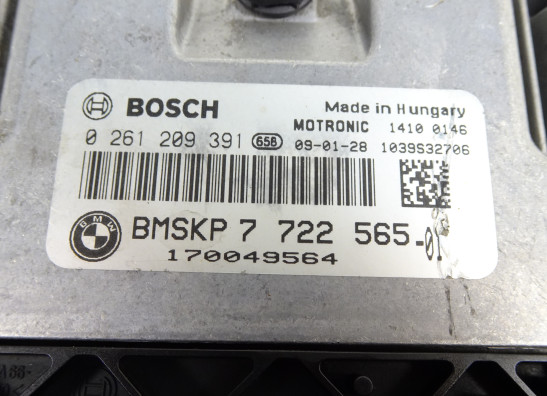 BOSCH
Made in Hungary
MOTRONIC 1410 0146
0 261 209 391 65B 09-01-28 1039S32706
BMW
BMSKP 7 722 565-01
170049564